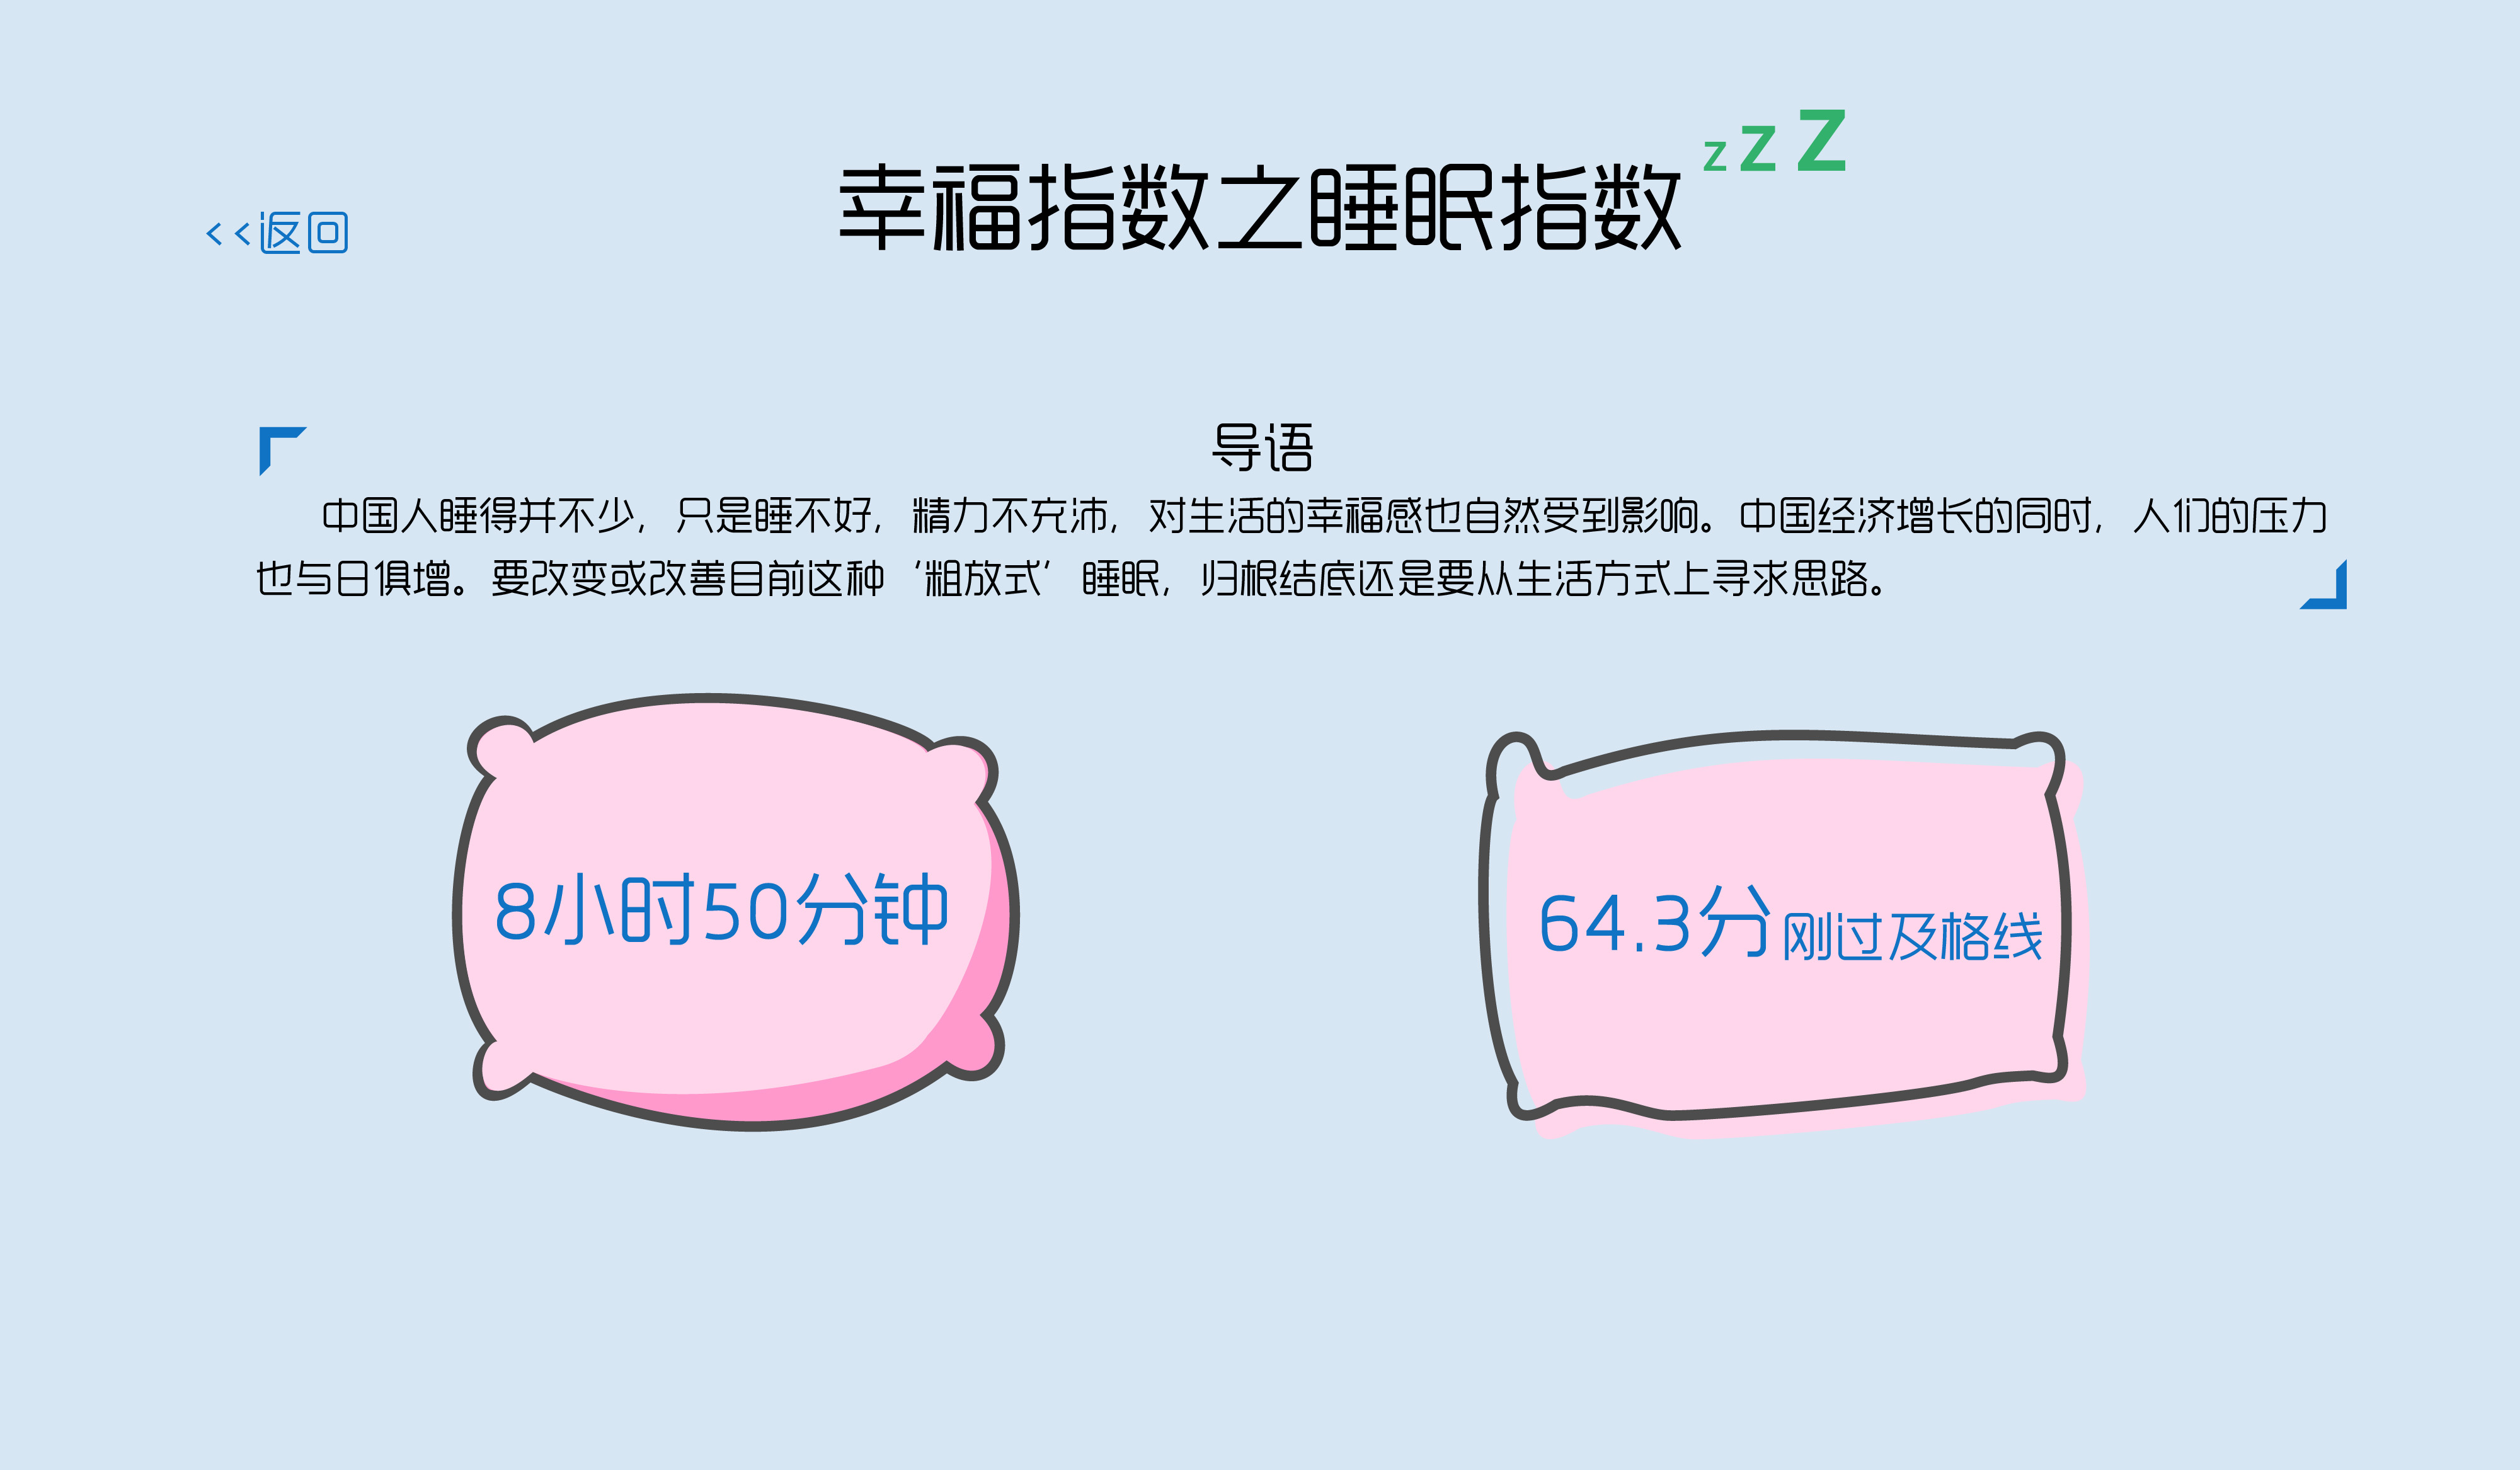 幸福指数之睡眠指数
z z Z
<<返回
导语
中国人睡得并不少，只是睡不好，精力不充沛，对生活的幸福感也自然受到影响。中国经济增长的同时，人们的压力
也与日俱增。要改变或改善目前这种‘粗放式’睡眠，归根结底还是要从生活方式上寻求思路。
8小时50分钟
64.3分 刚过及格线